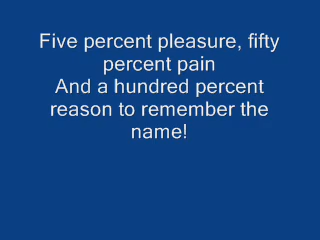 Five percent pleasure, fifty
percent pain
And a hundred percent
reason to remember the
name!